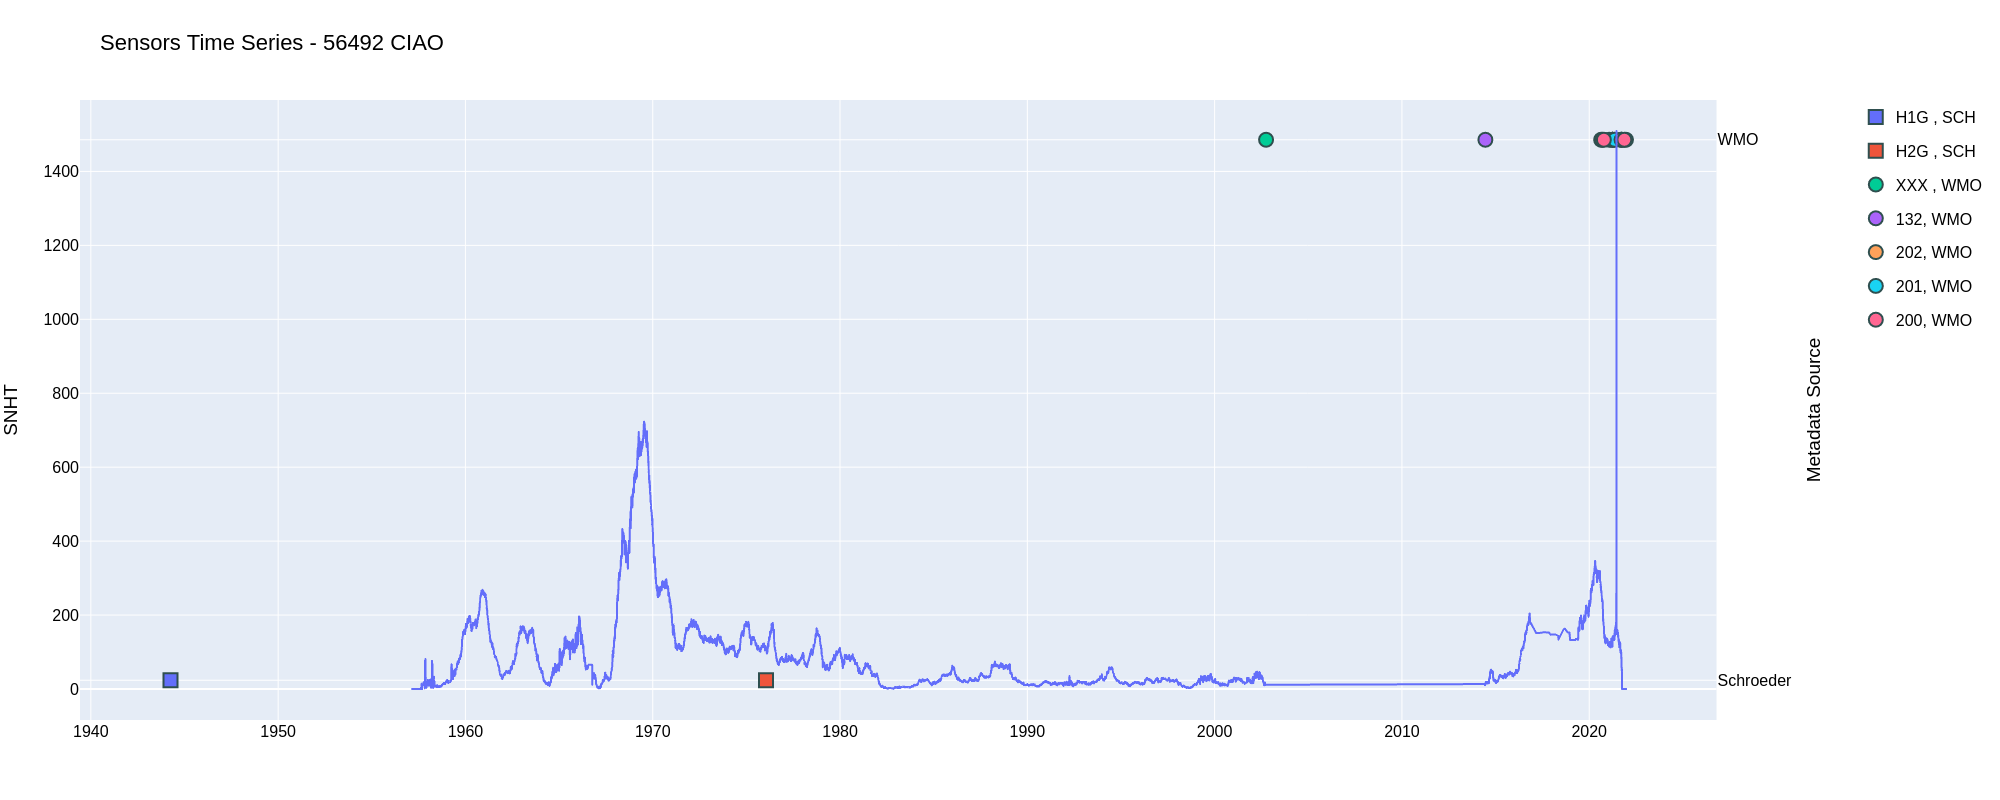 Sensors Time Series - 56492 CIAO
H1G , SCH
H2G , SCH
XXX , WMO
132, WMO
202, WMO
201, WMO
200, WMO
WMO
Schroeder
Metadata Source
SNHT
1400
1200
1000
800
600
400
200
0
1940 1950 1960 1970 1980 1990 2000 2010 2020